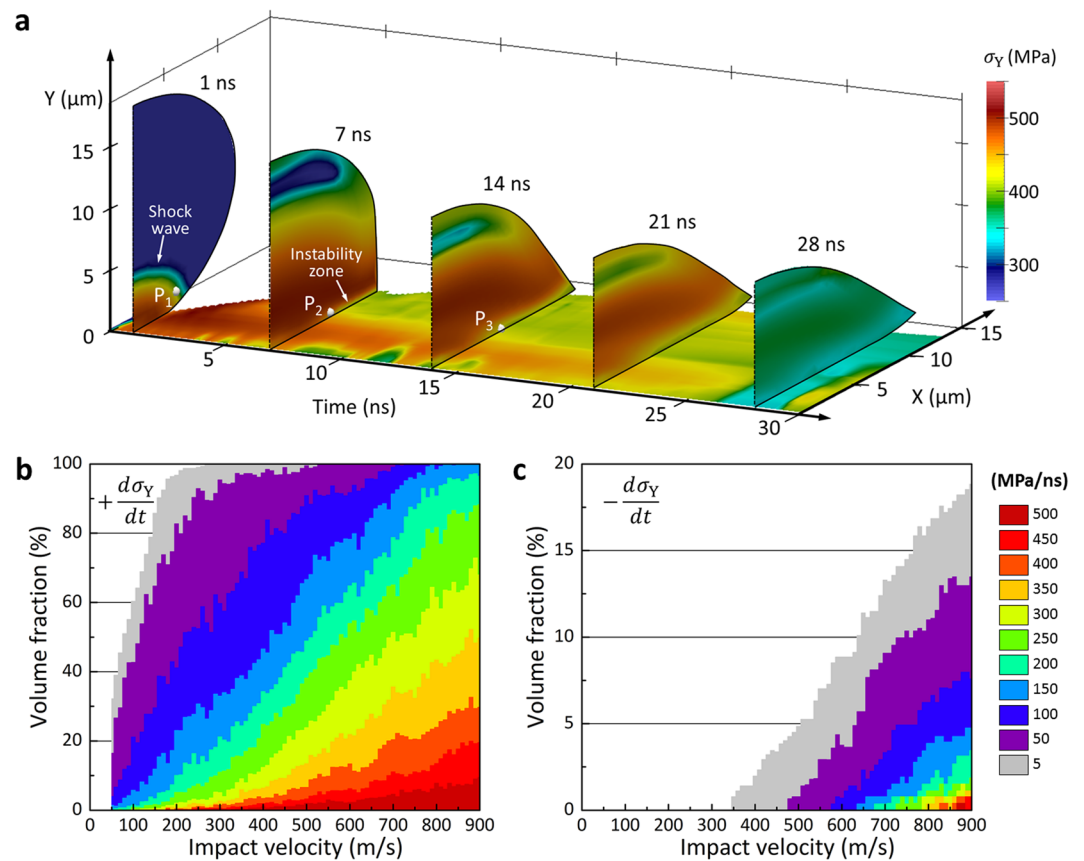 a
1 ns
7 ns
14 ns
21 ns
28 ns
Y (μm)
15
10
5
0
Shock
wave
P1
Instability
zone
P2
P3
5
10
15
20
25
30
Time (ns)
5
10
15
X (μm)
σY (MPa)
500
400
300
b
+ dσY/dt
Volume fraction (%)
100
80
60
40
20
0
0 100 200 300 400 500 600 700 800 900
Impact velocity (m/s)
c
− dσY/dt
Volume fraction (%)
20
15
10
5
0
0 100 200 300 400 500 600 700 800 900
Impact velocity (m/s)
(MPa/ns)
500
450
400
350
300
250
200
150
100
50
5